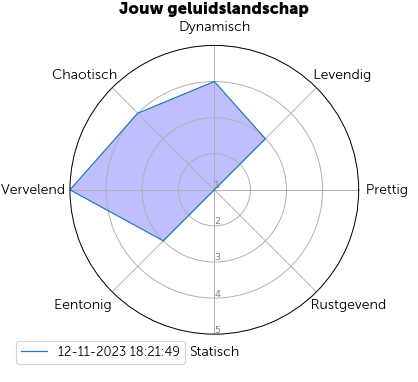 Jouw geluidslandschap
Dynamisch
Chaotisch
Levendig
Vervelend
Prettig
1
2
3
4
5
Eentonig
Rustgevend
12-11-2023 18:21:49
Statisch